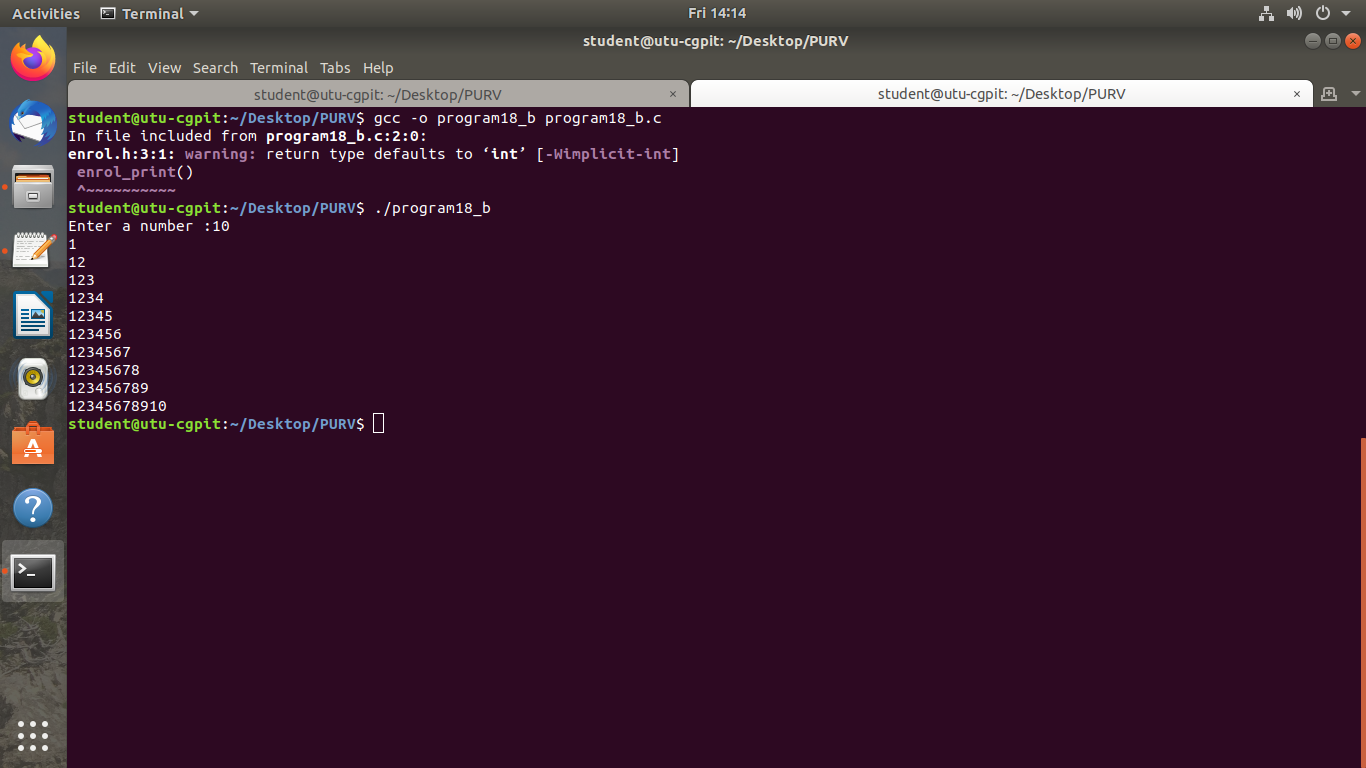 Activities Terminal Fri 14:14
student@utu-cgpit: ~/Desktop/PURV
File Edit View Search Terminal Tabs Help
student@utu-cgpit: ~/Desktop/PURV × student@utu-cgpit: ~/Desktop/PURV ×
student@utu-cgpit:~/Desktop/PURV$ gcc -o program18_b program18_b.c
In file included from program18_b.c:2:0:
enrol.h:3:1: warning: return type defaults to ‘int’ [-Wimplicit-int]
 enrol_print()
 ^~~~~~~~~~~
student@utu-cgpit:~/Desktop/PURV$ ./program18_b
Enter a number :10
1
12
123
1234
12345
123456
1234567
12345678
123456789
12345678910
student@utu-cgpit:~/Desktop/PURV$